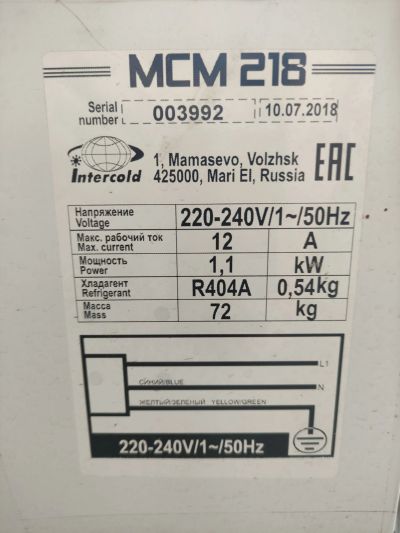 MCM 218
Serial number 003992 10.07.2018
Intercold
1, Mamasevo, Volzhsk
425000, Mari El, Russia
EAC
Напряжение
Voltage
220-240V/1~/50Hz
Макс. рабочий ток
Max. current
12 A
Мощность
Power
1,1 kW
Хладагент
Refrigerant
R404A 0,54kg
Масса
Mass
72 kg
L1
СИНИЙ/BLUE N
ЖЕЛТЫЙ/ЗЕЛЕНЫЙ YELLOW/GREEN
220-240V/1~/50Hz